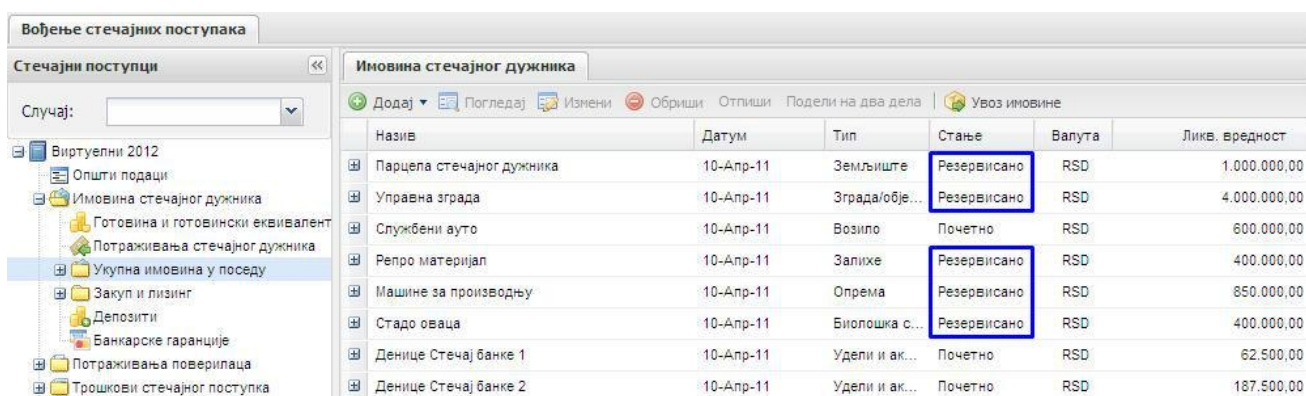 Вођење стечајних поступака
Стечајни поступци
Случај:
Виртуелни 2012
Општи подаци
Имовина стечајног дужника
Готовина и готовински еквивалент
Потраживања стечајног дужника
Укупна имовина у поседу
Закуп и лизинг
Депозити
Банкарске гаранције
Потраживања поверилаца
Трошкови стечајног поступка
Имовина стечајног дужника
Додај Погледај Измени Обриши Отпиши Подели на два дела Увоз имовине
Назив Датум Тип Стање Валута Ликв. вредност
Парцела стечајног дужника 10-Апр-11 Земљиште Резервисано RSD 1.000.000,00
Управна зграда 10-Апр-11 Зграда/обје... Резервисано RSD 4.000.000,00
Службени ауто 10-Апр-11 Возило Почетно RSD 600.000,00
Репро материјал 10-Апр-11 Залихе Резервисано RSD 400.000,00
Машине за производњу 10-Апр-11 Опрема Резервисано RSD 850.000,00
Стадо оваца 10-Апр-11 Биолошка с... Резервисано RSD 400.000,00
Денице Стечај банке 1 10-Апр-11 Удели и ак... Почетно RSD 62.500,00
Денице Стечај банке 2 10-Апр-11 Удели и ак... Почетно RSD 187.500,00